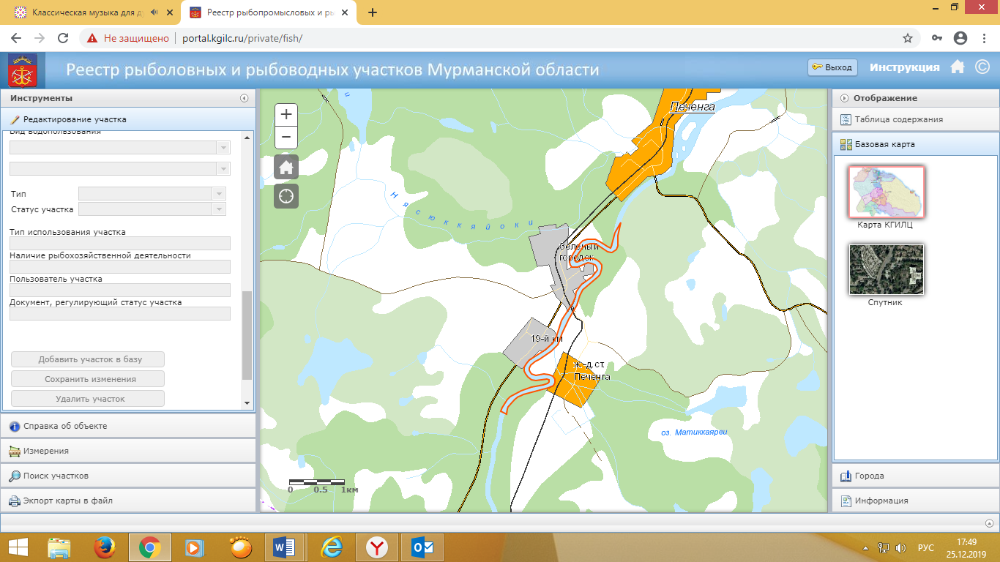 Классическая музыка для д
Реестр рыбопромысловых и ры
Не защищено
portal.kgilc.ru/private/fish/
Реестр рыболовных и рыбоводных участков Мурманской области
Выход
Инструкция
Инструменты
Редактирование участка
Вид водопользования
Тип
Статус участка
Тип использования участка
Наличие рыбохозяйственной деятельности
Пользователь участка
Документ, регулирующий статус участка
Добавить участок в базу
Сохранить изменения
Удалить участок
Справка об объекте
Измерения
Поиск участков
Экспорт карты в файл
Печенга
Нясюккяйоки
Зеленый
городок
19-й км
ж.-д.ст.
Печенга
оз. Матиккаярви
0 0.5 1км
Отображение
Таблица содержания
Базовая карта
Карта КГИЛЦ
Спутник
Города
Информация
РУС
17:49
25.12.2019